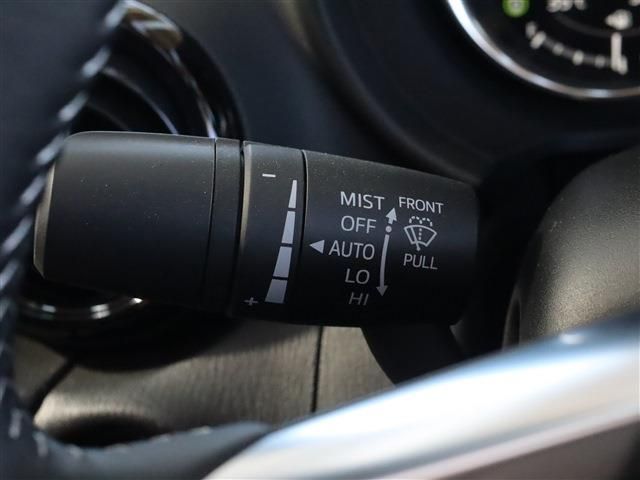 -
MIST
FRONT
OFF
AUTO
PULL
LO
HI
+